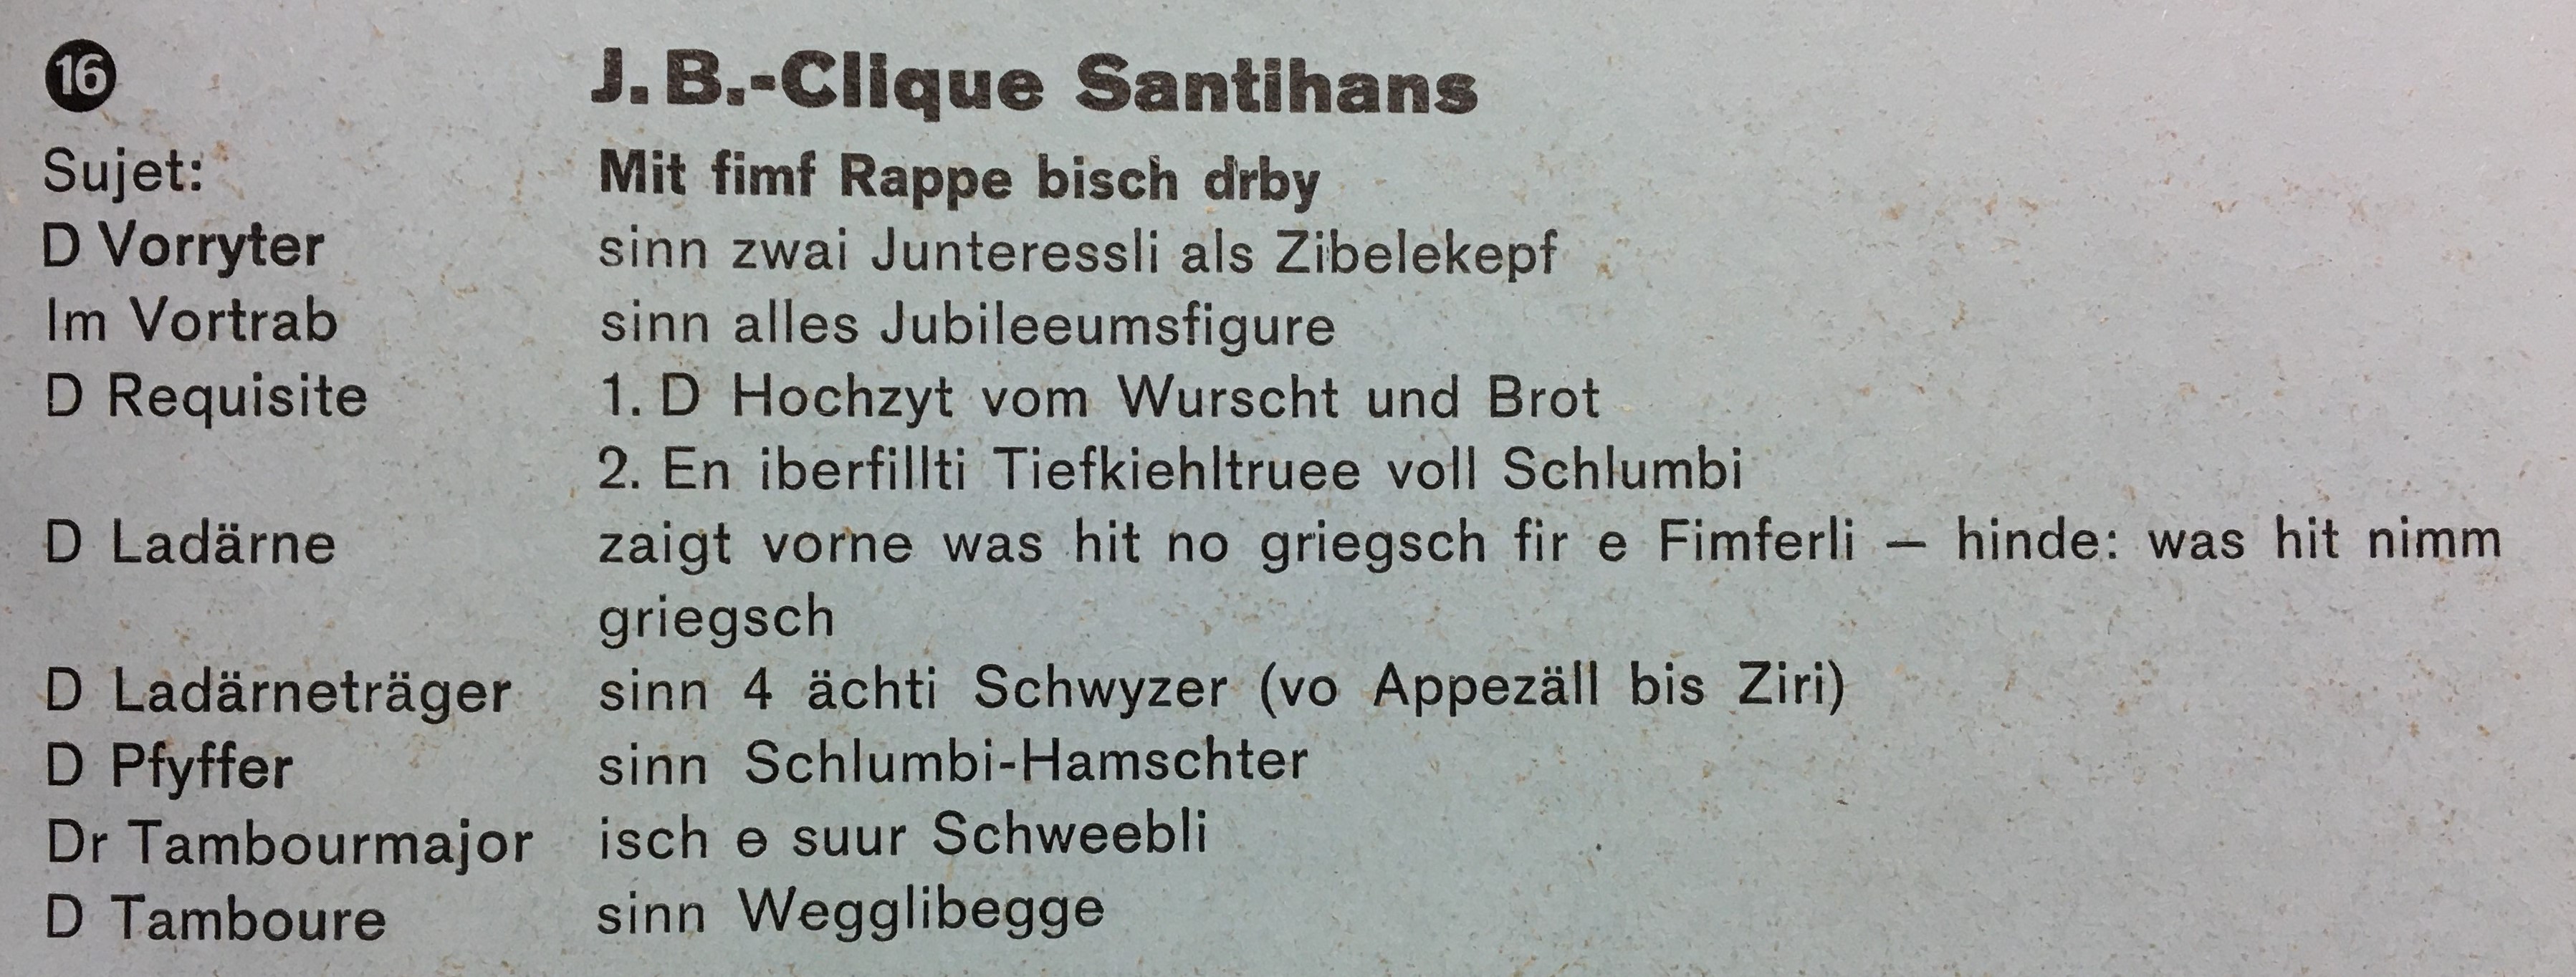 16 J. B.-Clique Santihans
Sujet: Mit fimf Rappe bisch drby
D Vorryter sinn zwai Junteressli als Zibelekepf
Im Vortrab sinn alles Jubileeumsfigure
D Requisite 1. D Hochzyt vom Wurscht und Brot
2. En iberfillti Tiefkiehltruee voll Schlumbi
D Ladärne zaigt vorne was hit no griegsch fir e Fimferli – hinde: was hit nimm
griegsch
D Ladärneträger sinn 4 ächti Schwyzer (vo Appezäll bis Ziri)
D Pfyffer sinn Schlumbi-Hamschter
Dr Tambourmajor isch e suur Schweebli
D Tamboure sinn Wegglibegge